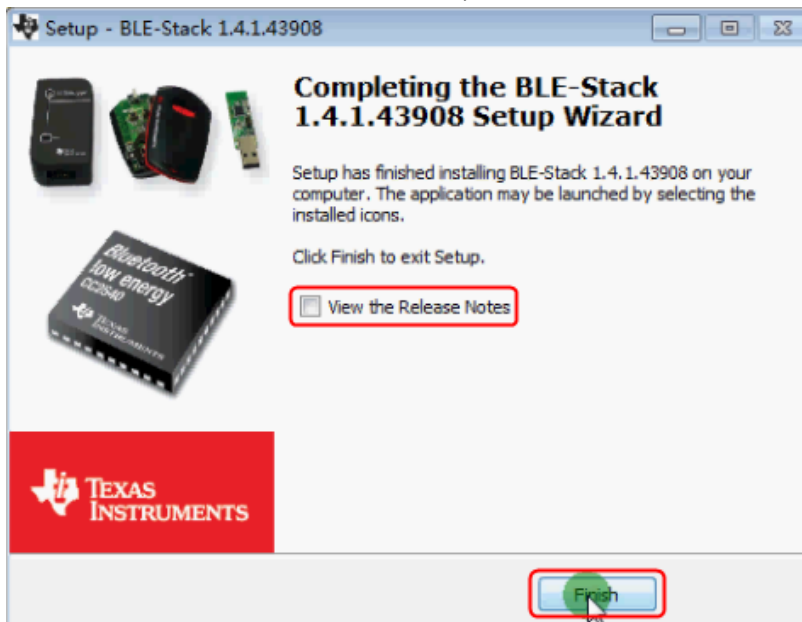 Setup - BLE-Stack 1.4.1.43908
Completing the BLE-Stack
1.4.1.43908 Setup Wizard
Setup has finished installing BLE-Stack 1.4.1.43908 on your
computer. The application may be launched by selecting the
installed icons.
Click Finish to exit Setup.
View the Release Notes
Bluetooth
low energy
CC2540
TEXAS
INSTRUMENTS
TEXAS
INSTRUMENTS
Finish